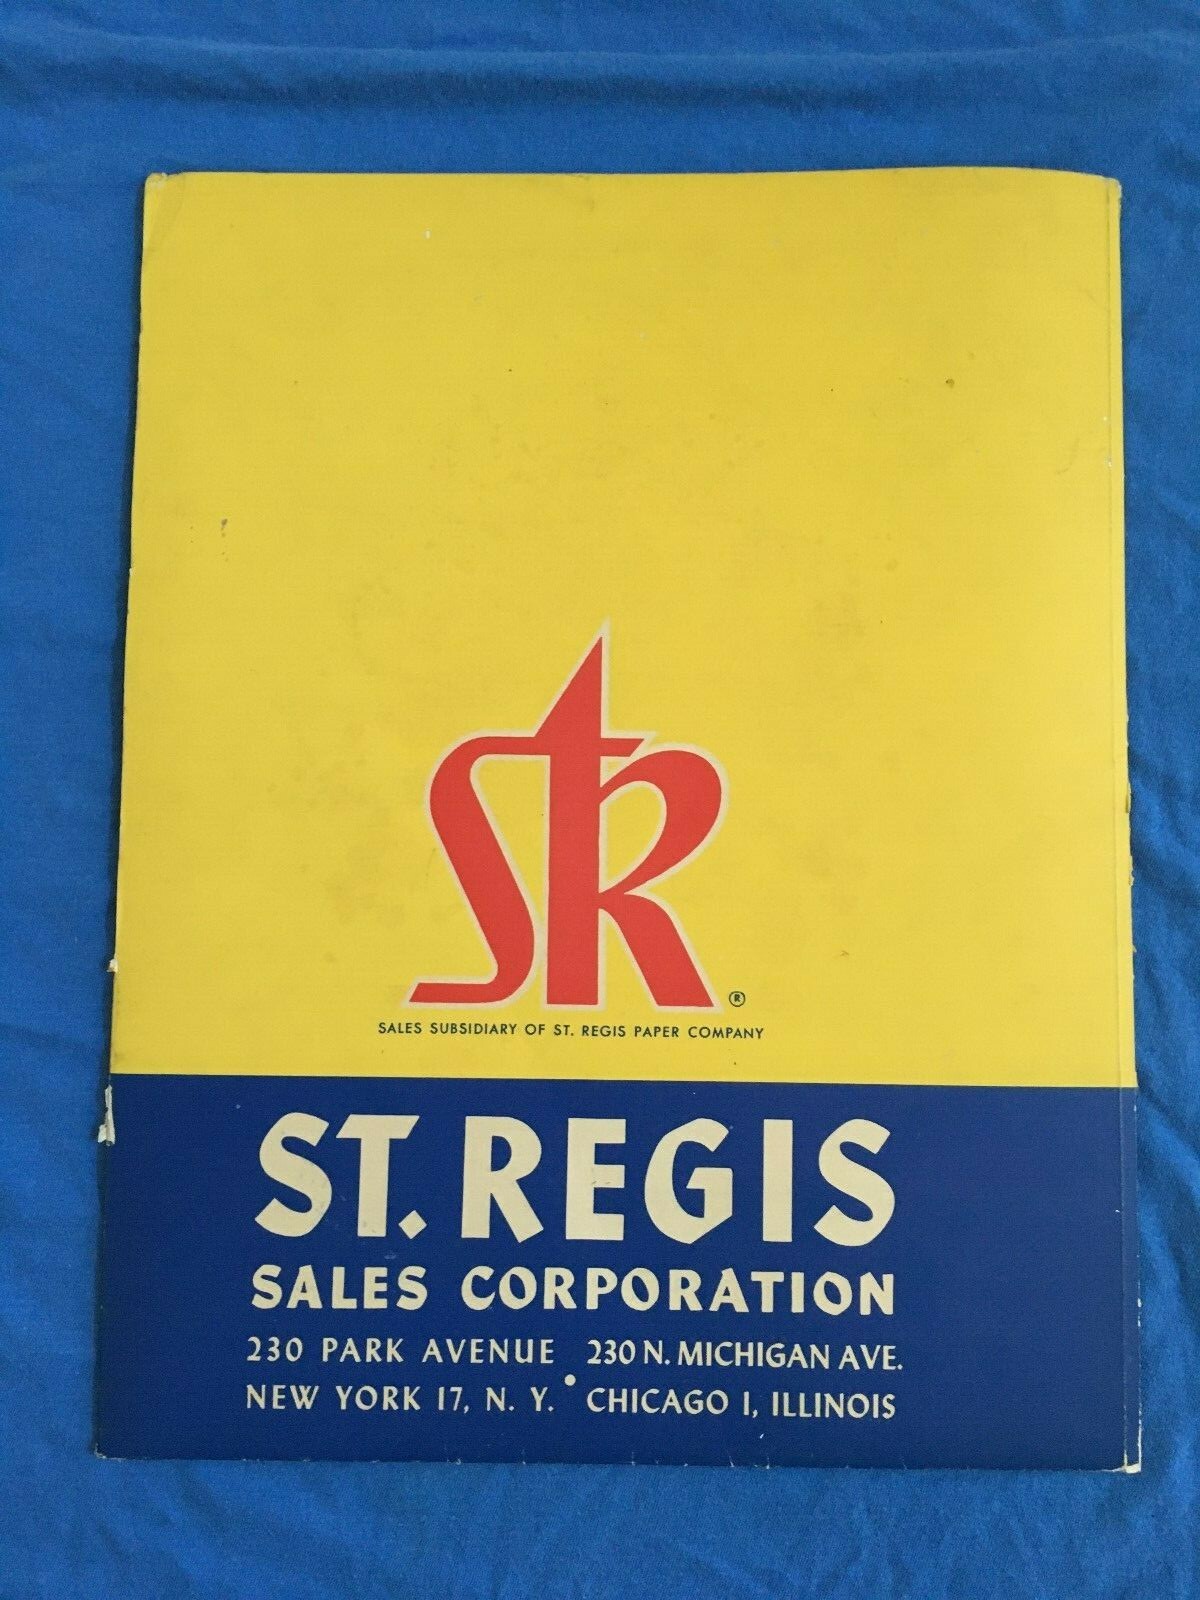 StR ®
SALES SUBSIDIARY OF ST. REGIS PAPER COMPANY
ST. REGIS
SALES CORPORATION
230 PARK AVENUE
NEW YORK 17, N. Y.
•
230 N. MICHIGAN AVE.
CHICAGO 1, ILLINOIS